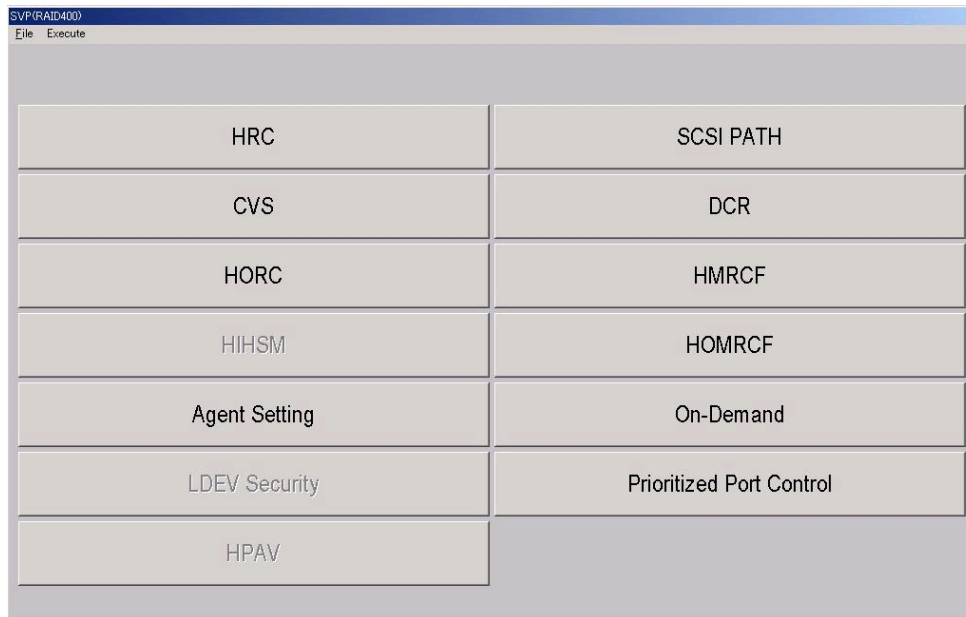 SVP(RAID400)
File Execute
HRC SCSI PATH
CVS DCR
HORC HMRCF
HIHSM HOMRCF
Agent Setting On-Demand
LDEV Security Prioritized Port Control
HPAV